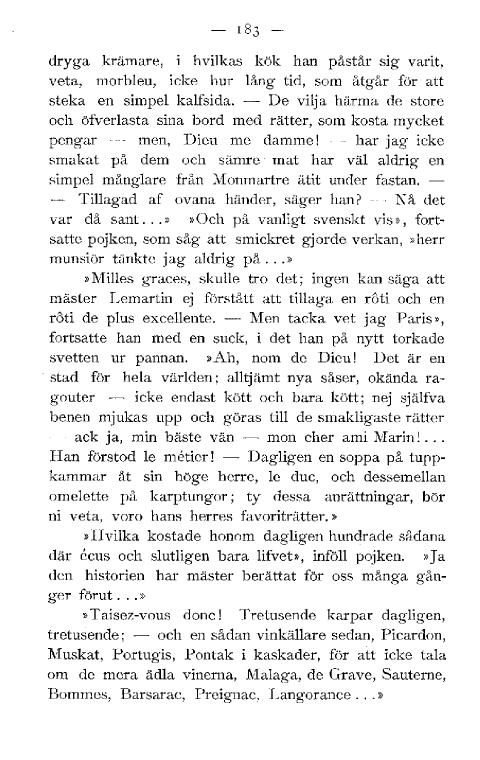 — 183 —
dryga krämare, i hvilkas kök han påstår sig varit,
veta, morbleu, icke hur lång tid, som åtgår för att
steka en simpel kalfsida. — De vilja härma de store
och öfverlasta sina bord med rätter, som kosta mycket
pengar — men, Dieu me damme! — har jag icke
smakat på dem och sämre mat har väl aldrig en
simpel månglare från Monmartre ätit under fastan. —
— Tillagad af ovana händer, säger han? — Nå det
var då sant...» »Och på vanligt svenskt vis», fort-
satte pojken, som såg att smickret gjorde verkan, »herr
munsiör tänkte jag aldrig på...»
»Milles graces, skulle tro det; ingen kan säga att
mäster Lemartin ej förstått att tillaga en rôti och en
rôti de plus excellente. — Men tacka vet jag Paris»,
fortsatte han med en suck, i det han på nytt torkade
svetten ur pannan. »Ah, nom de Dieu! Det är en
stad för hela världen; alltjämt nya såser, okända ra-
gouter — icke endast kött och bara kött; nej själfva
benen mjukas upp och göras till de smakligaste rätter
— ack ja, min bäste vän — mon cher ami Marin!...
Han förstod le métier! — Dagligen en soppa på tupp-
kammar åt sin höge herre, le duc, och dessemellan
omelette på karptungor; ty dessa anrättningar, bör
ni veta, voro hans herres favoriträtter.»
»Hvilka kostade honom dagligen hundrade sådana
där écus och slutligen bara lifvet», inföll pojken. »Ja
den historien har mäster berättat för oss många gån-
ger förut...»
»Taisez-vous donc! Tretusende karpar dagligen,
tretusende; — och en sådan vinkällare sedan, Picardon,
Muskat, Portugis, Pontak i kaskader, för att icke tala
om de mera ädla vinerna, Malaga, de Grave, Sauterne,
Bommes, Barsarac, Preignac, Langorance...»